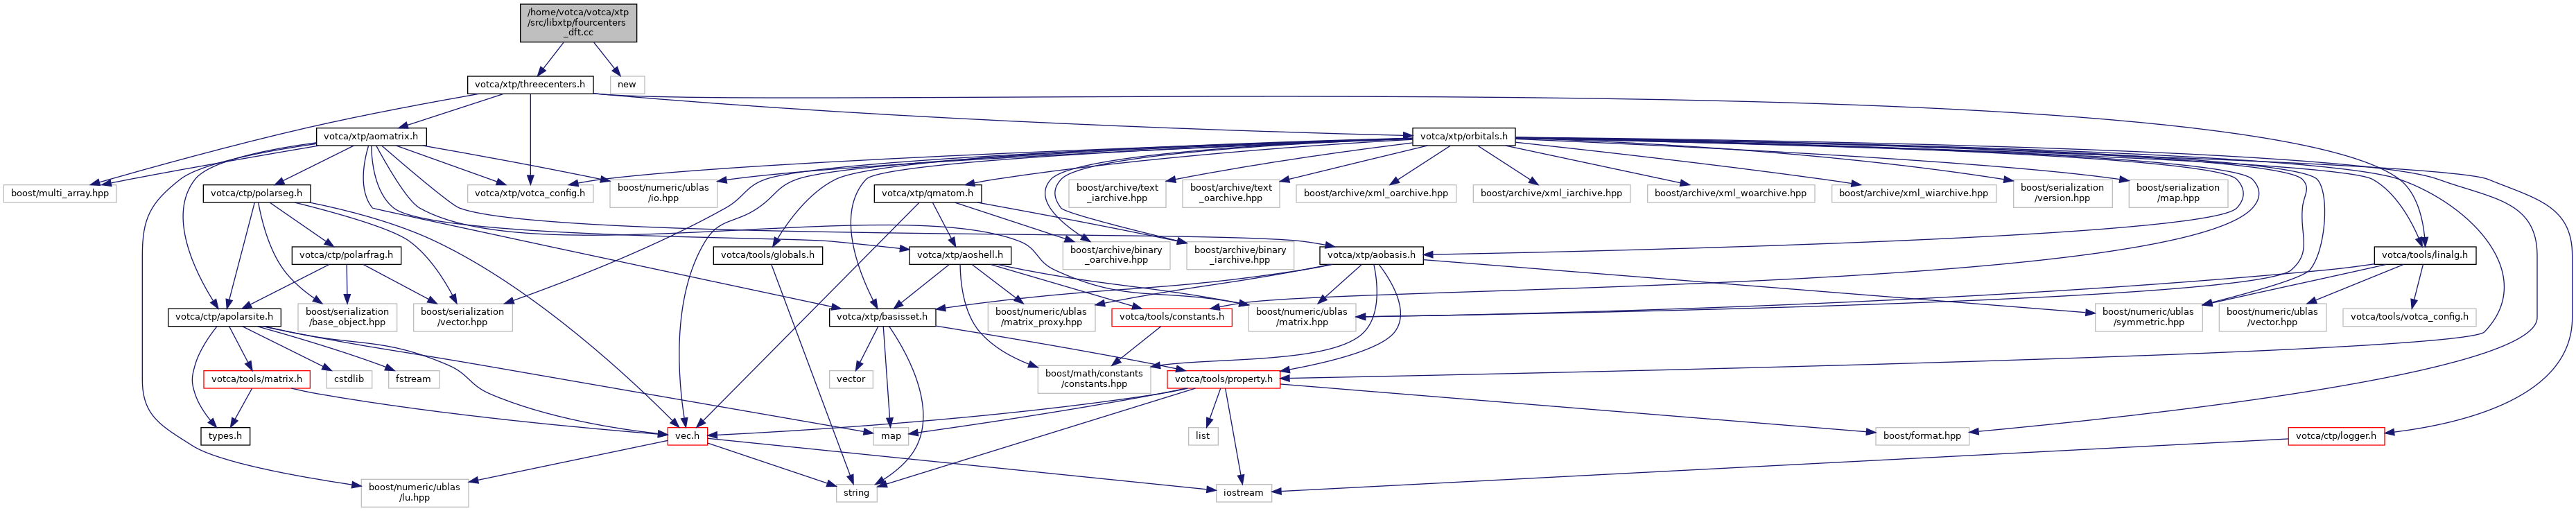 /home/votca/votca/xtp
/src/libxtp/fourcenters
_dft.cc
votca/xtp/threecenters.h
new
votca/xtp/aomatrix.h
votca/xtp/orbitals.h
boost/multi_array.hpp
votca/ctp/polarseg.h
votca/xtp/votca_config.h
boost/numeric/ublas
/io.hpp
votca/xtp/qmatom.h
boost/archive/text
_iarchive.hpp
boost/archive/text
_oarchive.hpp
boost/archive/xml_oarchive.hpp
boost/archive/xml_iarchive.hpp
boost/archive/xml_woarchive.hpp
boost/archive/xml_wiarchive.hpp
boost/serialization
/version.hpp
boost/serialization
/map.hpp
votca/ctp/polarfrag.h
votca/tools/globals.h
votca/xtp/aoshell.h
boost/archive/binary
_oarchive.hpp
boost/archive/binary
_iarchive.hpp
votca/xtp/aobasis.h
votca/tools/linalg.h
votca/ctp/apolarsite.h
boost/serialization
/base_object.hpp
boost/serialization
/vector.hpp
votca/xtp/basisset.h
boost/numeric/ublas
/matrix_proxy.hpp
votca/tools/constants.h
boost/numeric/ublas
/matrix.hpp
boost/numeric/ublas
/symmetric.hpp
boost/numeric/ublas
/vector.hpp
votca/tools/votca_config.h
votca/tools/matrix.h
cstdlib
fstream
vector
boost/math/constants
/constants.hpp
votca/tools/property.h
types.h
vec.h
map
list
boost/format.hpp
votca/ctp/logger.h
boost/numeric/ublas
/lu.hpp
string
iostream